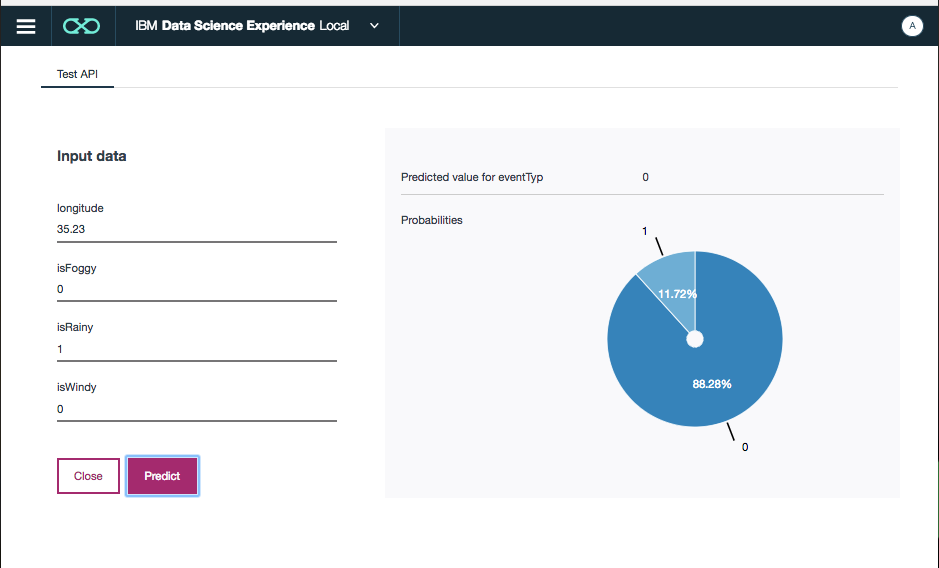 IBM Data Science Experience Local
A
Test API
Input data
longitude
35.23
isFoggy
0
isRainy
1
isWindy
0
Close
Predict
Predicted value for eventTyp 0
Probabilities
1
11.72%
88.28%
0